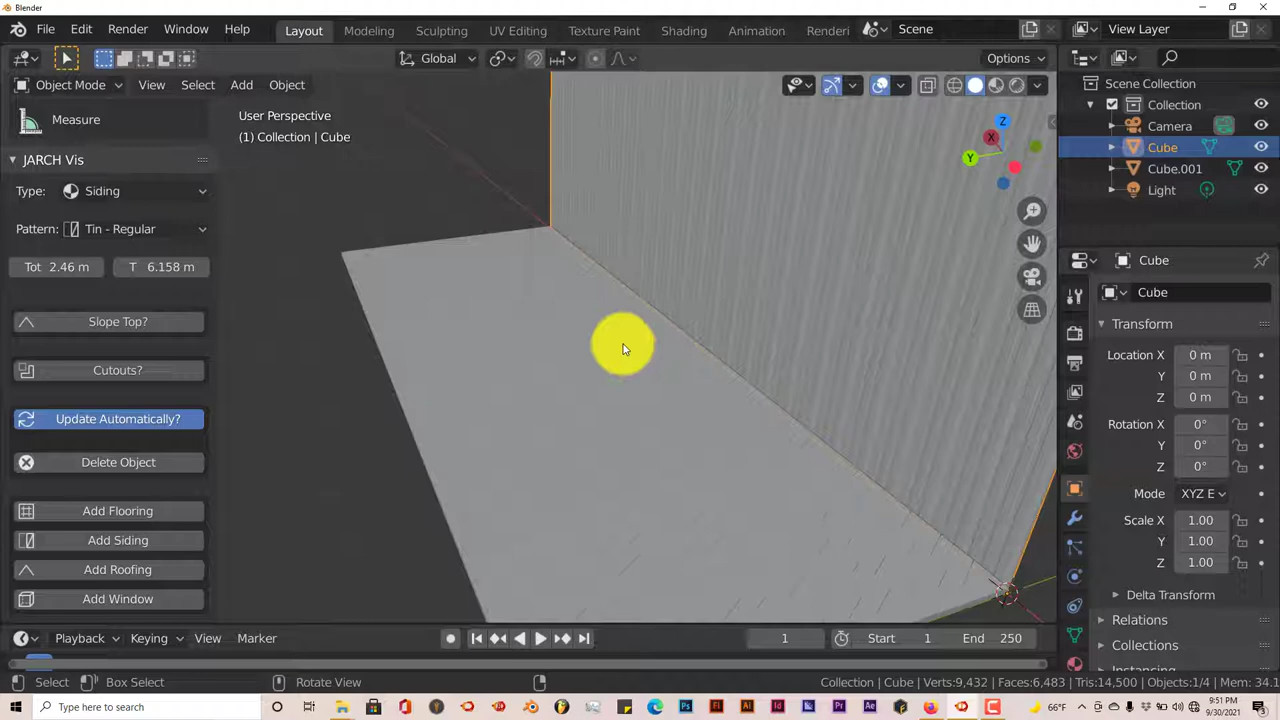 Blender
File Edit Render Window Help Layout Modeling Sculpting UV Editing Texture Paint Shading Animation Renderi Scene View Layer
Global Options
Object Mode View Select Add Object
Measure
JARCH Vis
Type: Siding
Pattern: Tin - Regular
Tot 2.46 m T 6.158 m
Slope Top?
Cutouts?
Update Automatically?
Delete Object
Add Flooring
Add Siding
Add Roofing
Add Window
User Perspective
(1) Collection | Cube
Z
X
Y
Scene Collection
Collection
Camera
Cube
Cube.001
Light
Cube
Cube
Transform
Location X 0 m
Y 0 m
Z 0 m
Rotation X 0°
Y 0°
Z 0°
Mode XYZ E
Scale X 1.00
Y 1.00
Z 1.00
Delta Transform
Relations
Collections
Instancing
Playback Keying View Marker 1 Start 1 End 250
Select Box Select Rotate View Collection | Cube | Verts:9,432 | Faces:6,483 | Tris:14,500 | Objects:1/4 | Mem: 34.1
Type here to search 66°F 9:51 PM
9/30/2021